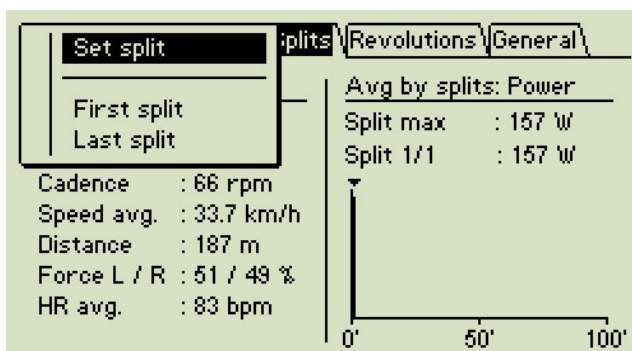 Set split
First split
Last split
plits
Revolutions
General
Cadence : 66 rpm
Speed avg. : 33.7 km/h
Distance : 187 m
Force L / R : 51 / 49 %
HR avg. : 83 bpm
Avg by splits: Power
Split max : 157 W
Split 1/1 : 157 W
0' 50' 100'